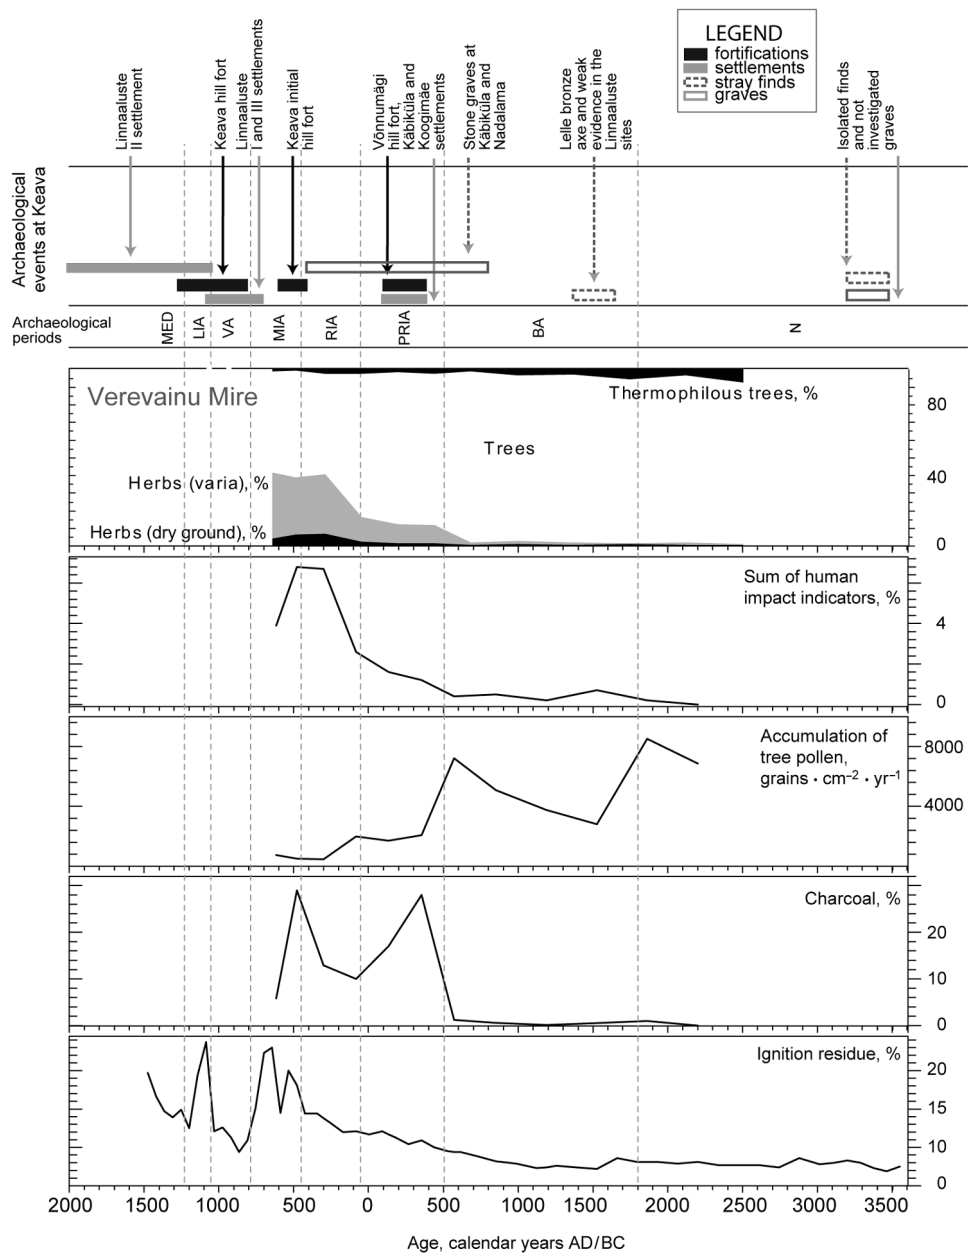 LEGEND
fortifications
settlements
stray finds
graves
Linnaaluste
II settlement
Keava hill fort
Linnaaluste
I and III settlements
Keava initial
hill fort
Võnnumägi
hill fort,
Käbiküla and
Koogimäe
settlements
Stone graves at
Käbiküla and
Nadalama
Lelle bronze
axe and weak
evidence in the
Linnaaluste
sites
Isolated finds
and not
investigated
graves
Archaeological
events at Keava
Archaeological
periods
MED
LIA
VA
MIA
RIA
PRIA
BA
N
Verevainu Mire
Thermophilous trees, %
80
Trees
40
Herbs (varia), %
Herbs (dry ground), %
0
Sum of human
impact indicators, %
4
0
Accumulation of
tree pollen,
grains · cm⁻² · yr⁻¹
8000
4000
Charcoal, %
20
10
0
Ignition residue, %
20
15
10
0
2000 1500 1000 500 0 500 1000 1500 2000 2500 3000 3500
Age, calendar years AD/BC